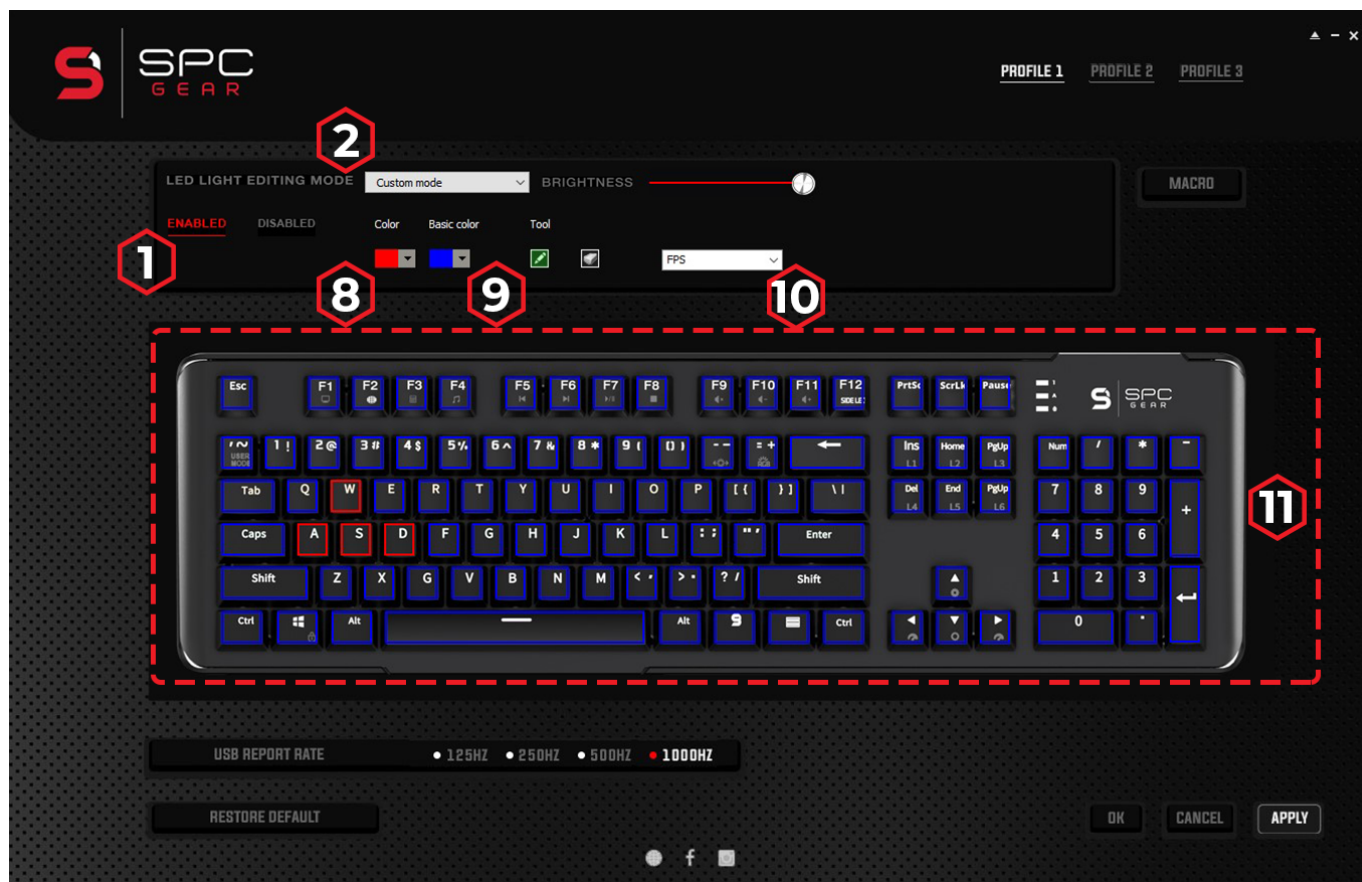 SPC
GEAR
PROFILE 1 PROFILE 2 PROFILE 3
2
LED LIGHT EDITING MODE Custom mode BRIGHTNESS
MACRO
ENABLED DISABLED Color Basic color Tool
1
FPS
8 9 10
Esc F1 F2 F3 F4 F5 F6 F7 F8 F9 F10 F11 F12 PrtSc ScrLk Pause 1 A
SIDE LE
SPC
GEAR
' ~ 1 ! 2 @ 3 # 4 $ 5 % 6 ^ 7 & 8 * 9 ( 0 ) - - = + Ins Home PgUp Num / * -
USER L1 L2 L3
MODE
Tab Q W E R T Y U I O P [ { } ] \ | Del End PgUp 7 8 9 +
L4 L5 L6
11
Caps A S D F G H J K L : ; " ' Enter 4 5 6
Shift Z X G V B N M < , > . ? / Shift 1 2 3
Ctrl Alt Alt Ctrl 0 .
USB REPORT RATE 125HZ 250HZ 500HZ 1000HZ
RESTORE DEFAULT OK CANCEL APPLY